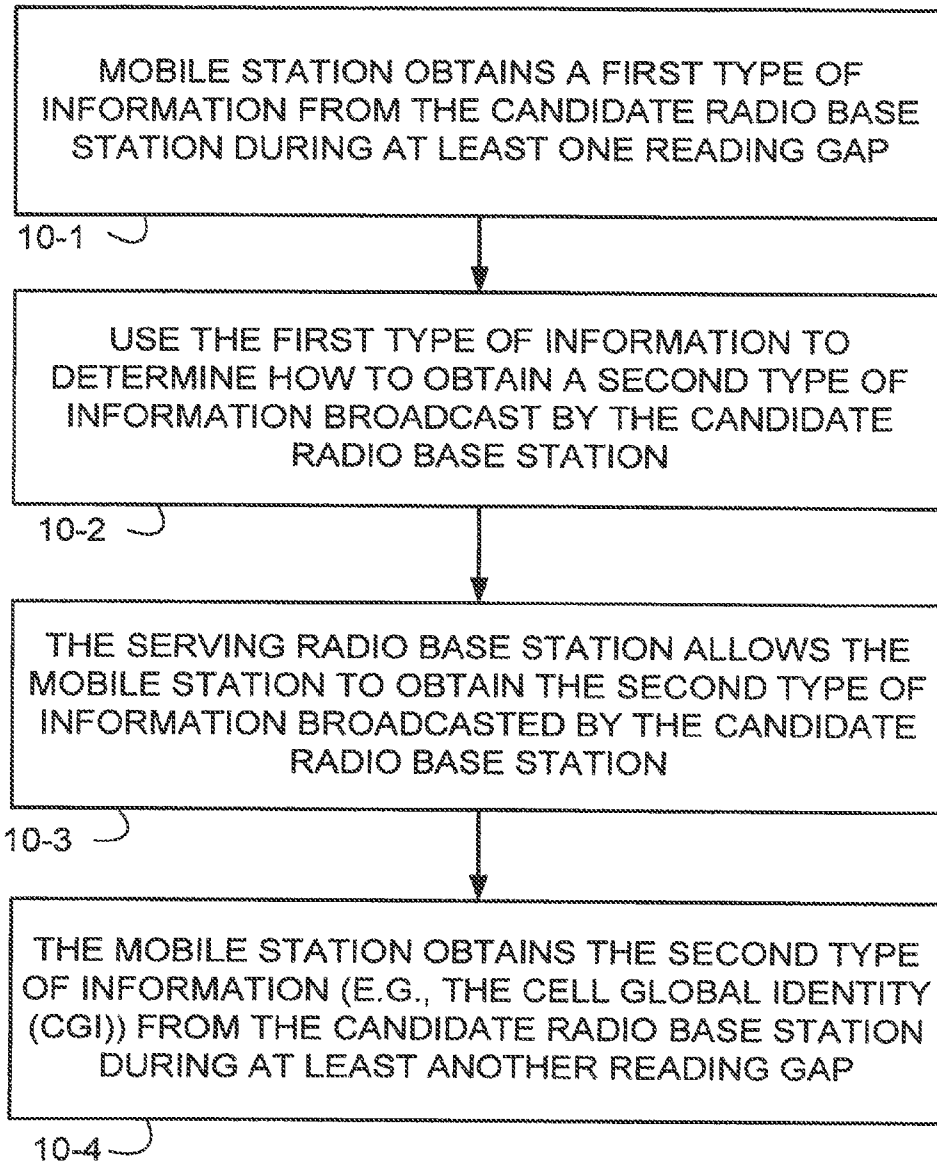 MOBILE STATION OBTAINS A FIRST TYPE OF
INFORMATION FROM THE CANDIDATE RADIO BASE
STATION DURING AT LEAST ONE READING GAP
10-1
USE THE FIRST TYPE OF INFORMATION TO
DETERMINE HOW TO OBTAIN A SECOND TYPE OF
INFORMATION BROADCAST BY THE CANDIDATE
RADIO BASE STATION
10-2
THE SERVING RADIO BASE STATION ALLOWS THE
MOBILE STATION TO OBTAIN THE SECOND TYPE OF
INFORMATION BROADCASTED BY THE CANDIDATE
RADIO BASE STATION
10-3
THE MOBILE STATION OBTAINS THE SECOND TYPE
OF INFORMATION (E.G., THE CELL GLOBAL IDENTITY
(CGI)) FROM THE CANDIDATE RADIO BASE STATION
DURING AT LEAST ANOTHER READING GAP
10-4